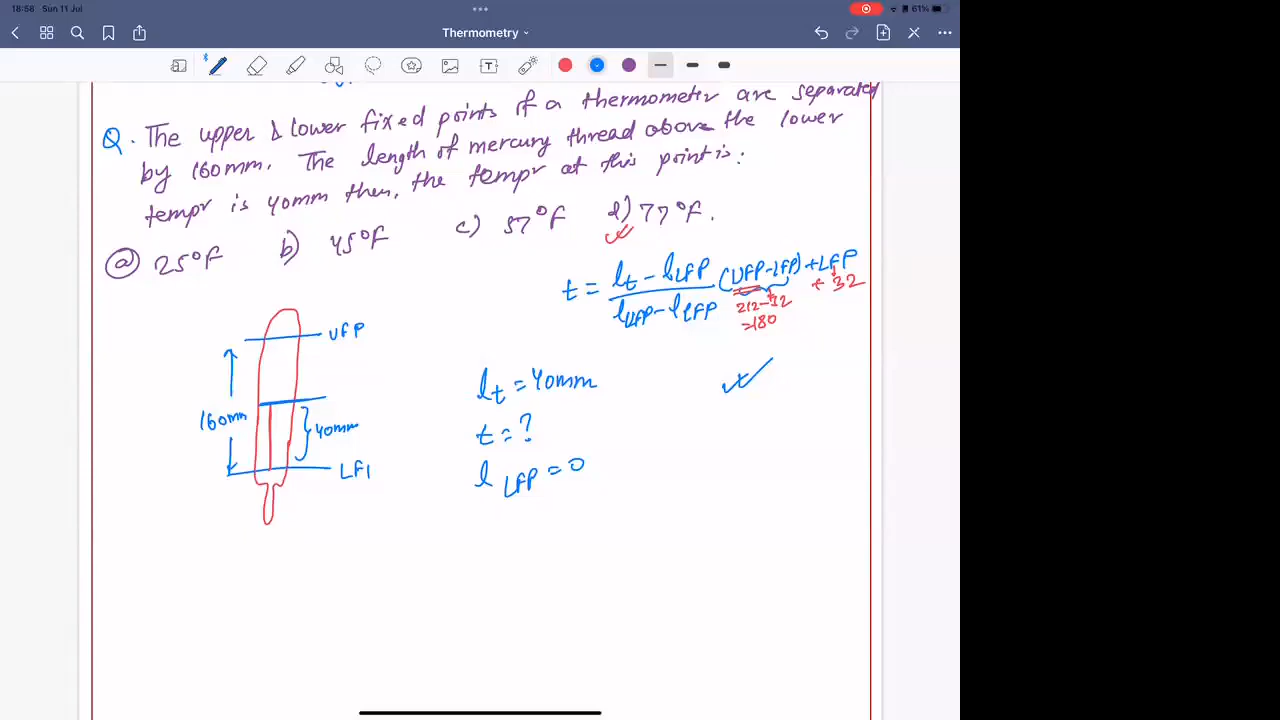 18:58 Sun 11 Jul
61%
Thermometry
Q. The upper & lower fixed points of a thermometer are separated
by 160mm. The length of mercury thread above the lower
tempr is 40mm then, the tempr at this point is:
a) 25°F b) 45°F c) 57°F d) 77°F.
t = lt - lLFP / lUFP - lLFP (UFP - LFP) + LFP
212-32 + 32
=180
UFP
160mm
40mm
LFP
lt = 40mm
t = ?
lLFP = 0